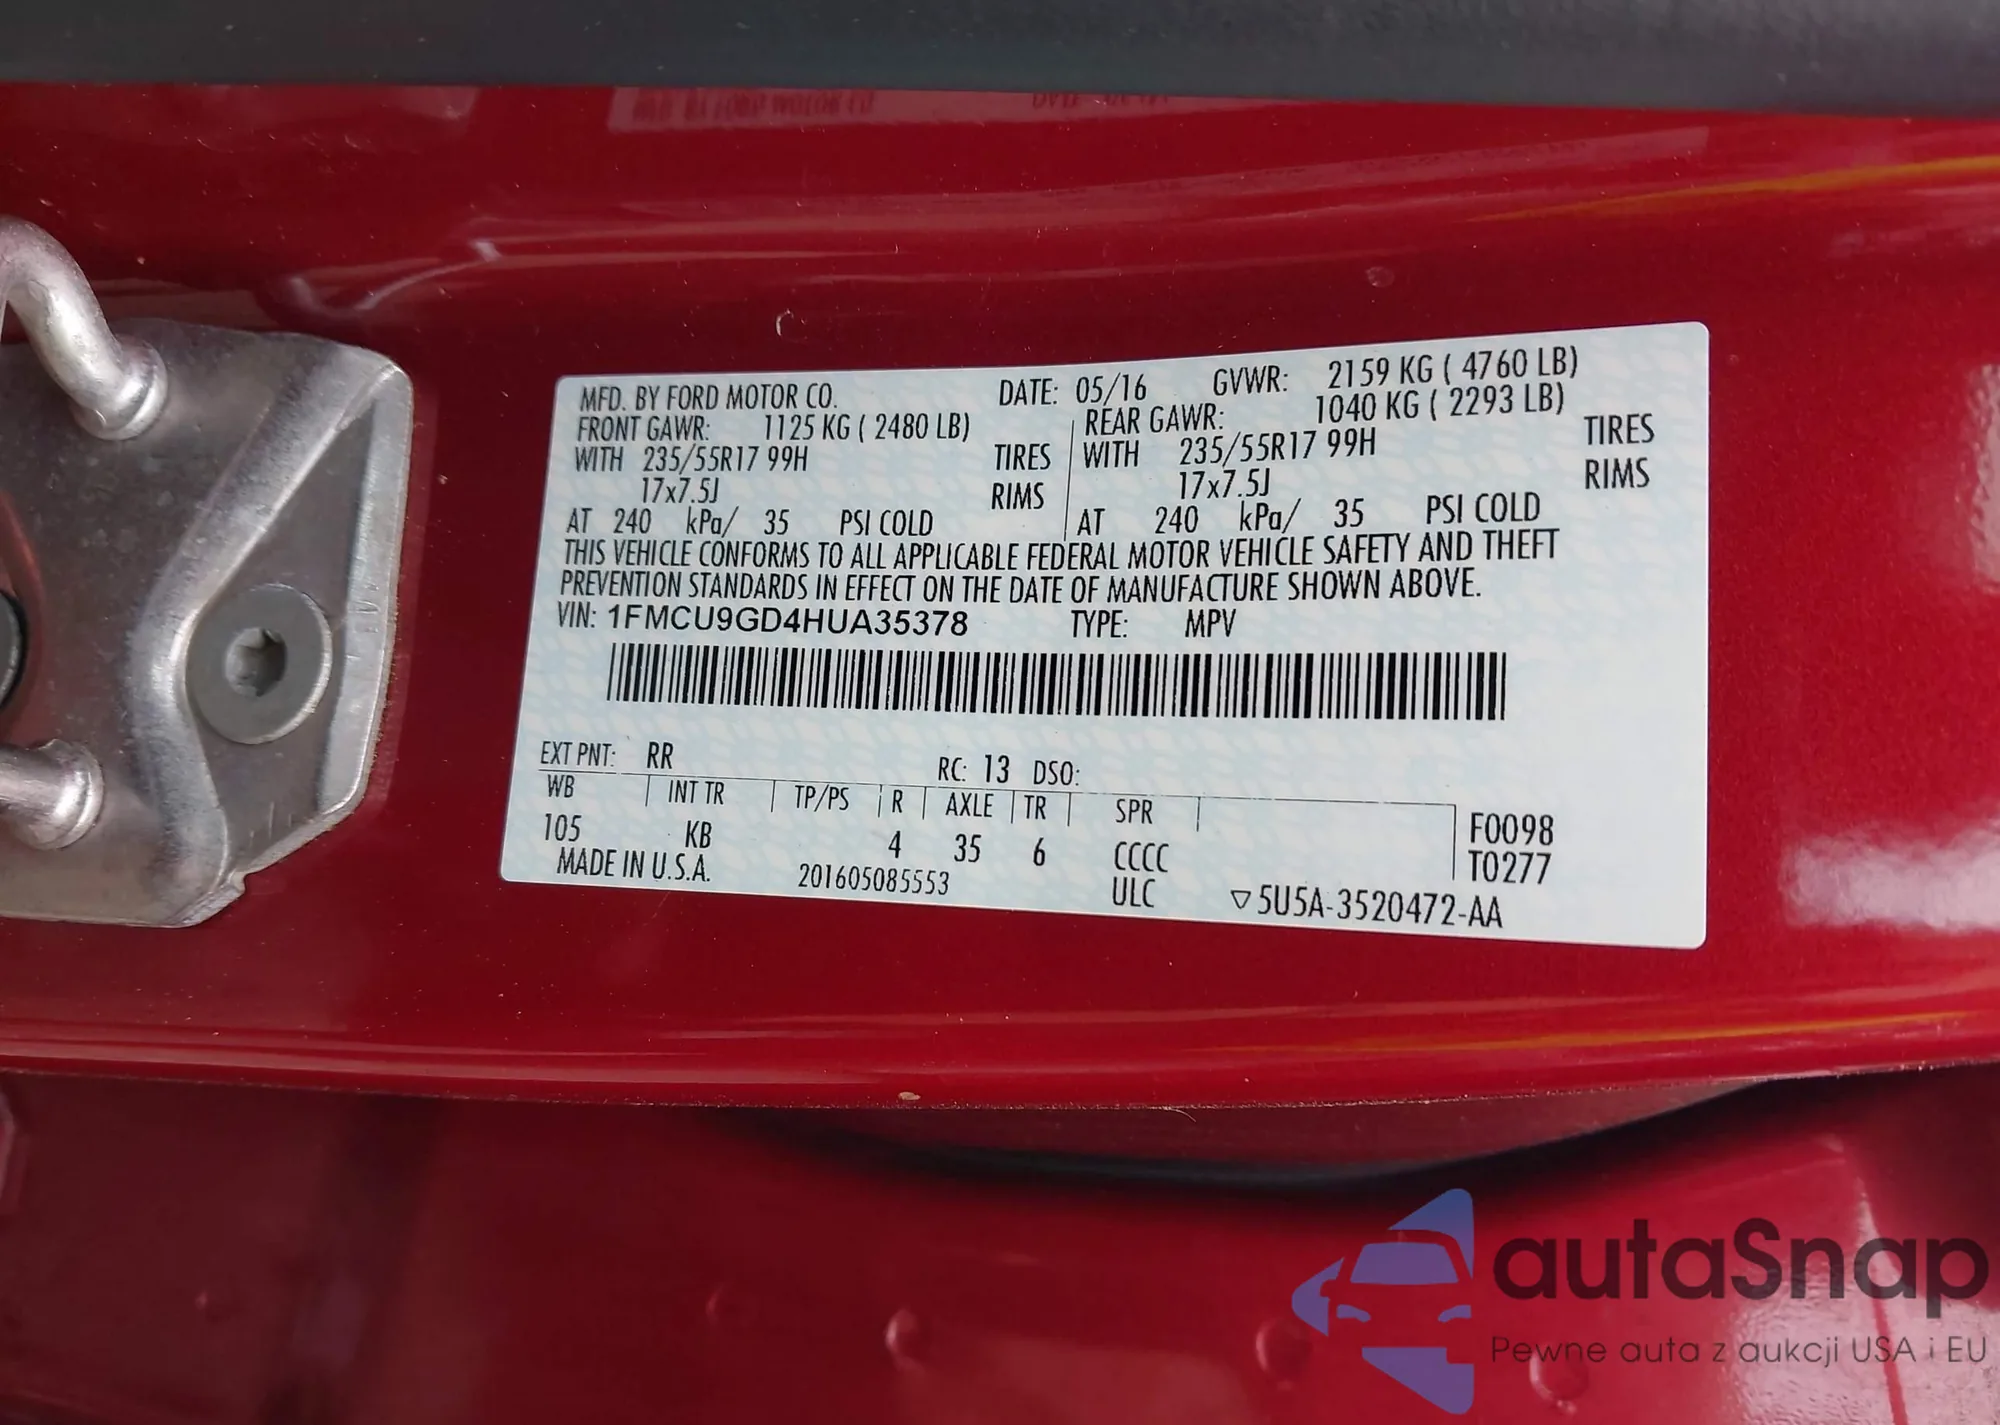 MFD. BY FORD MOTOR CO. DATE: 05/16 GVWR: 2159 KG ( 4760 LB)
FRONT GAWR: 1125 KG ( 2480 LB) REAR GAWR: 1040 KG ( 2293 LB)
WITH 235/55R17 99H TIRES WITH 235/55R17 99H TIRES
17x7.5J RIMS 17x7.5J RIMS
AT 240 kPa/ 35 PSI COLD AT 240 kPa/ 35 PSI COLD
THIS VEHICLE CONFORMS TO ALL APPLICABLE FEDERAL MOTOR VEHICLE SAFETY AND THEFT
PREVENTION STANDARDS IN EFFECT ON THE DATE OF MANUFACTURE SHOWN ABOVE.
VIN: 1FMCU9GD4HUA35378 TYPE: MPV
EXT PNT: RR RC: 13 DSO:
WB INT TR TP/PS R AXLE TR SPR F0098
105 KB 4 35 6 CCCC T0277
MADE IN U.S.A. 201605085553 ULC ▽5U5A-3520472-AA
autaSnap
Pewne auta z aukcji USA i EU